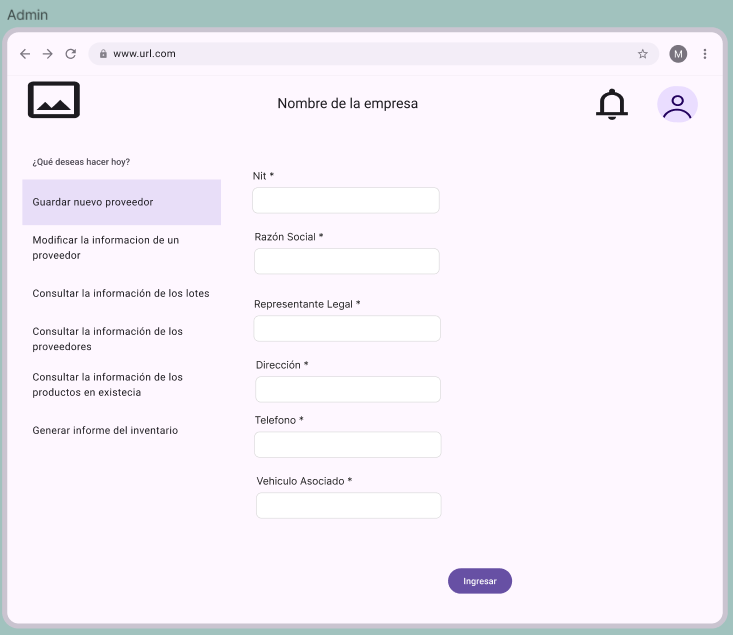 Admin
www.url.com
M
Nombre de la empresa
¿Qué deseas hacer hoy?
Guardar nuevo proveedor
Modificar la informacion de un
proveedor
Consultar la información de los lotes
Consultar la información de los
proveedores
Consultar la información de los
productos en existecia
Generar informe del inventario
Nit *
Razón Social *
Representante Legal *
Dirección *
Telefono *
Vehiculo Asociado *
Ingresar